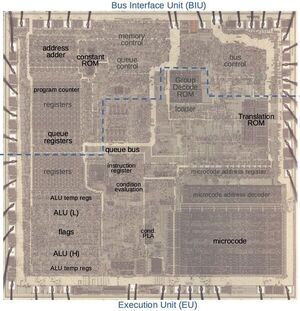 Bus Interface Unit (BIU)
address
adder
constant
ROM
memory
control
queue
control
bus
control
program counter
registers
Group
Decode
ROM
loader
Translation
ROM
queue
registers
queue bus
registers
instruction
register
microcode address register
condition
evaluation
microcode address decoder
ALU temp regs
ALU (L)
flags
cond
PLA
microcode
ALU (H)
ALU temp regs
Execution Unit (EU)